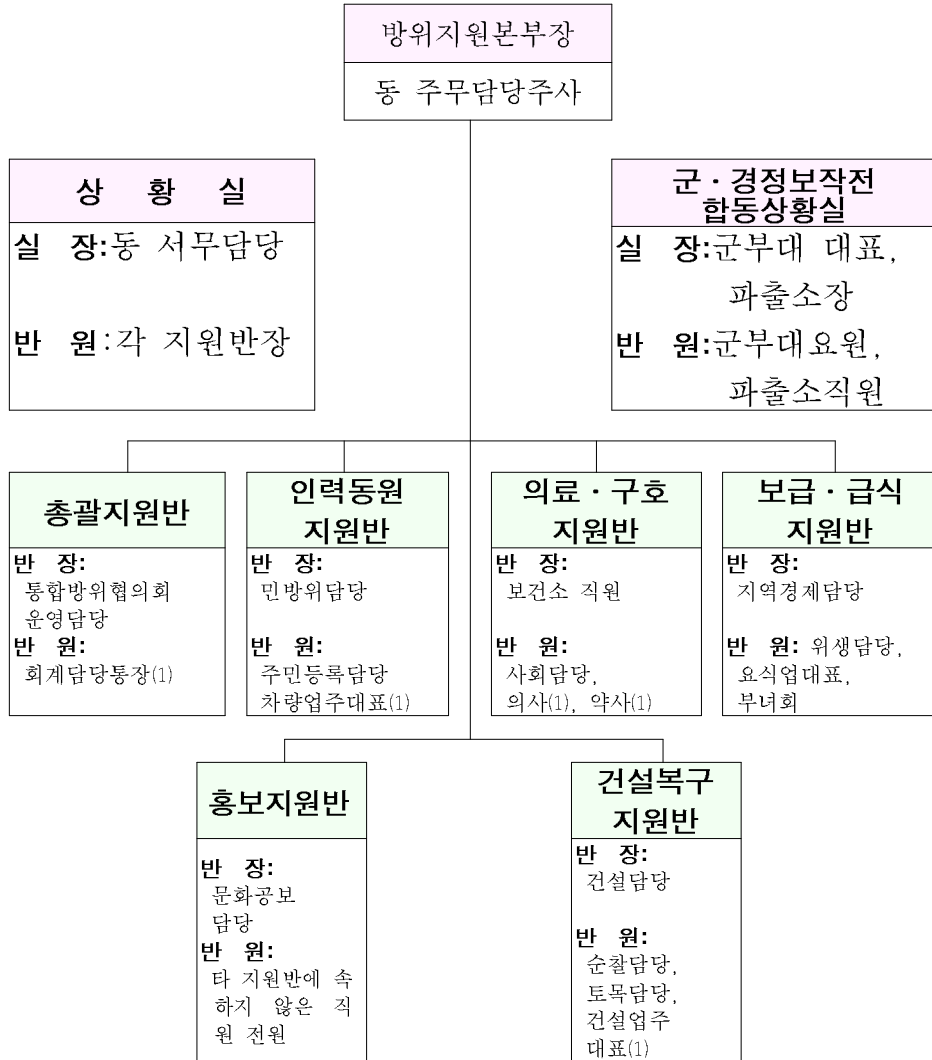 방위지원본부장
동 주무담당주사
상 황 실
실 장:동 서무담당
반 원:각 지원반장
군·경정보작전
합동상황실
실 장:군부대 대표,
파출소장
반 원:군부대요원,
파출소직원
총괄지원반
반 장:
통합방위협의회
운영담당
반 원:
회계담당통장(1)
인력동원
지원반
반 장:
민방위담당
반 원:
주민등록담당
차량업주대표(1)
의료·구호
지원반
반 장:
보건소 직원
반 원:
사회담당,
의사(1), 약사(1)
보급·급식
지원반
반 장:
지역경제담당
반 원: 위생담당,
요식업대표,
부녀회
홍보지원반
반 장:
문화공보
담당
반 원:
타 지원반에 속
하지 않은 직
원 전원
건설복구
지원반
반 장:
건설담당
반 원:
순찰담당,
토목담당,
건설업주
대표(1)